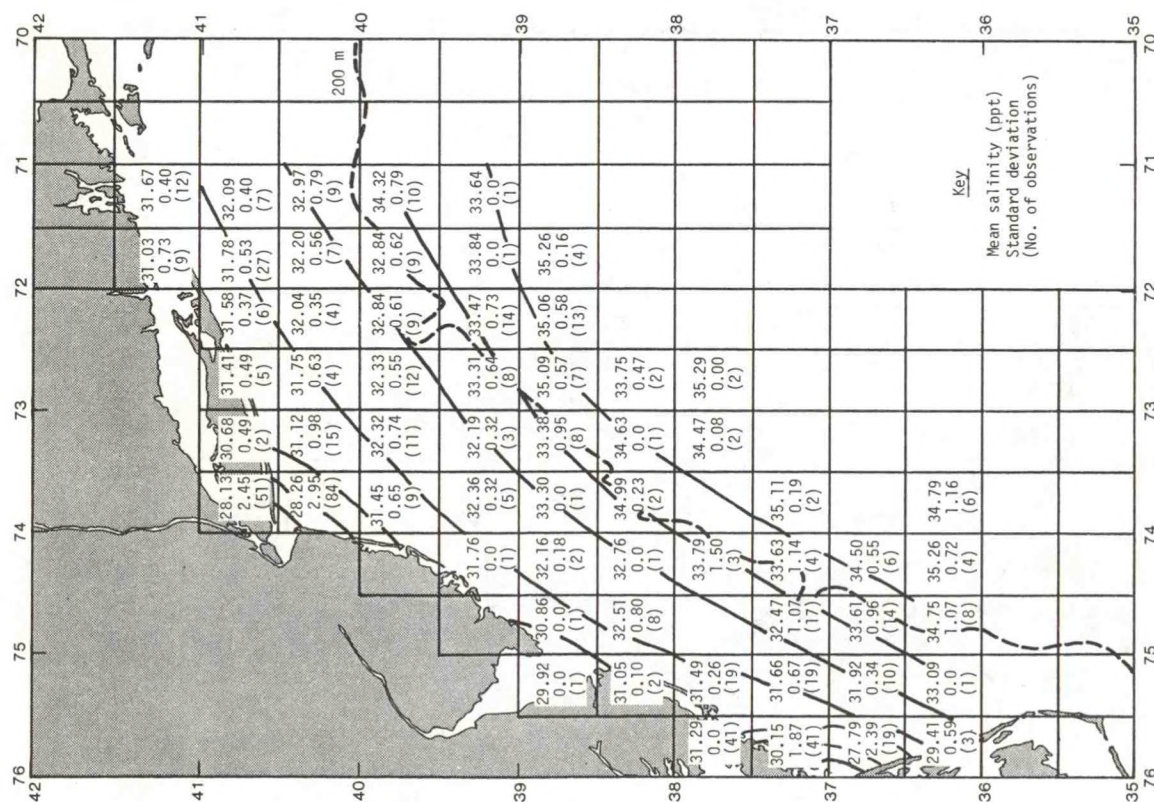 76 75 74 73 72 71 70
42 42
31.03 31.67
0.73 0.40
(9) (12)
41 41
28.13 30.68 31.41 31.58 31.78 32.09
2.45 0.49 0.49 0.37 0.53 0.40
(51) (2) (5) (6) (27) (7)
28.26 31.12 31.75 32.04 32.20 32.97
2.95 0.98 0.63 0.35 0.56 0.79
(84) (15) (4) (4) (7) (9)
200 m
40 40
31.45 32.32 32.33 32.84 32.84 34.32
0.65 0.74 0.55 0.61 0.62 0.79
(9) (11) (12) (9) (9) (10)
31.76 32.36 32.19 33.31 33.47 33.84 33.64
0.0 0.32 0.32 0.64 0.73 0.0 0.0
(1) (5) (3) (8) (14) (1) (1)
39 39
29.92 30.86 32.16 33.30 33.38 35.09 35.06 35.26
0.0 0.0 0.18 0.0 0.95 0.57 0.58 0.16
(1) (1) (2) (1) (8) (7) (13) (4)
31.05 32.51 32.76 34.99 34.63 33.75
0.10 0.80 0.0 0.23 0.0 0.47
(2) (8) (1) (2) (1) (2)
38 38
31.29 31.49 33.79 34.47 35.29
0.0 0.26 1.50 0.08 0.00
(41) (19) (3) (2) (2)
30.15 31.66 32.47 33.63 35.11
1.87 0.67 1.07 1.14 0.19
(41) (19) (17) (4) (2)
37 37
27.79 31.92 33.61 34.50
2.39 0.34 0.96 0.55
(19) (10) (14) (6)
29.41 33.09 34.75 35.26 34.79
0.59 0.0 1.07 0.72 1.16
(3) (1) (8) (4) (6)
Key
Mean salinity (ppt)
Standard deviation
(No. of observations)
36 36
35 35
76 75 74 73 72 71 70